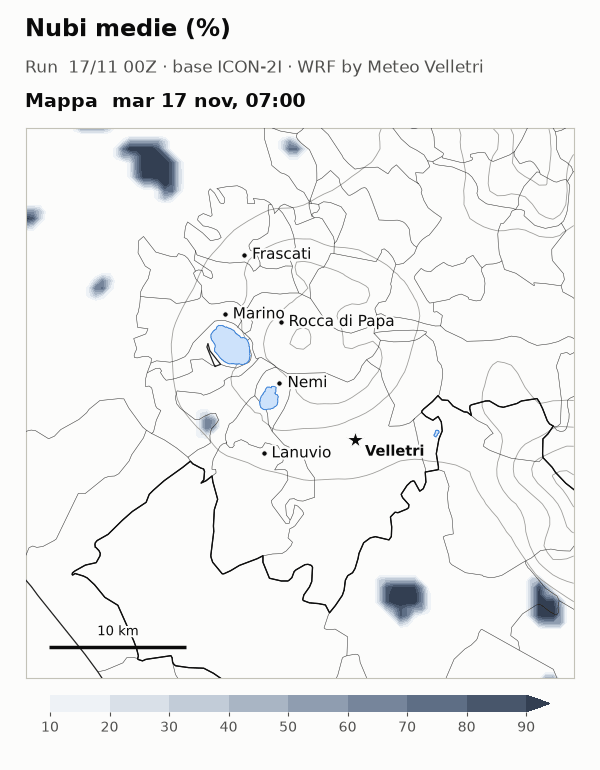 Nubi medie (%)
Run  17/11 00Z · base ICON-2I · WRF by Meteo Velletri
Mappa  mar 17 nov, 07:00
Frascati
Marino
Rocca di Papa
Nemi
Velletri
Lanuvio
10 km
10 20 30 40 50 60 70 80 90